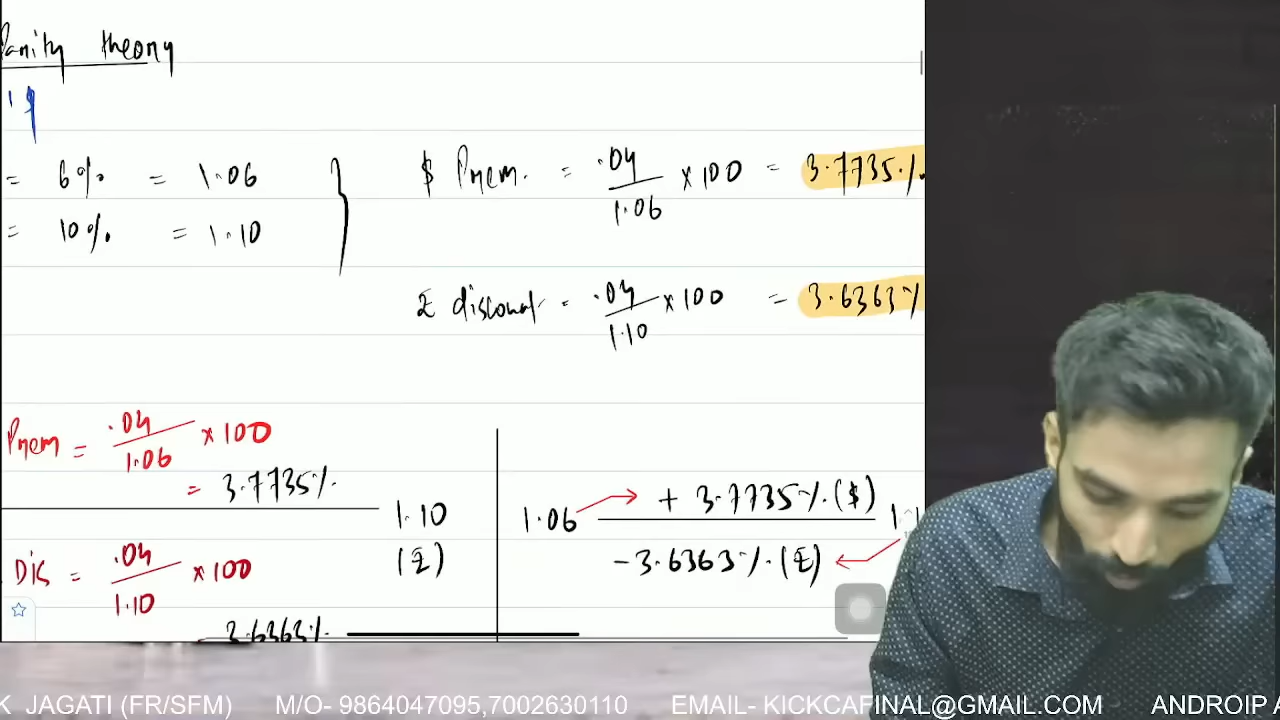 Parity theory
= 6% = 1.06
= 10% = 1.10
$ Prem. = .04 / 1.06 × 100 = 3.7735%
£ discount = .04 / 1.10 × 100 = 3.6363%
Prem = .04 / 1.06 × 100
= 3.7735%.
Dis = .04 / 1.10 × 100
3.6363%.
1.10
(£)
1.06
+ 3.7735%.($)
-3.6363%.(£)
K JAGATI (FR/SFM) M/O- 9864047095,7002630110 EMAIL- KICKCAFINAL@GMAIL.COM ANDROIP A